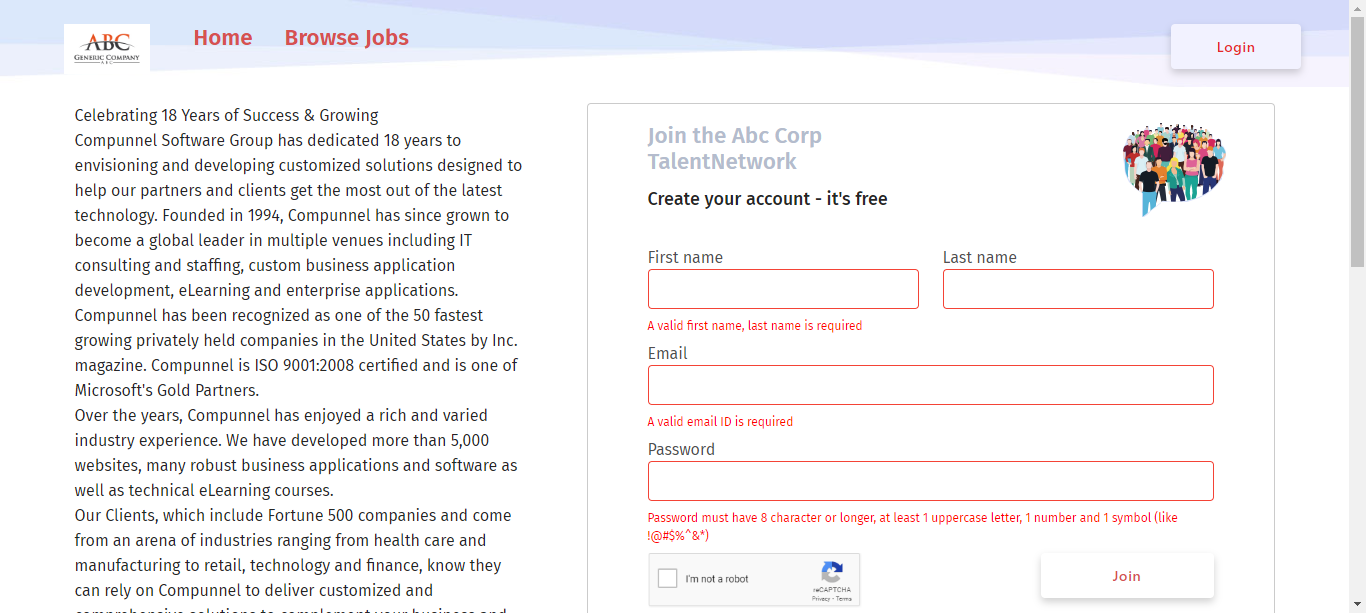 ABC
GENERIC COMPANY
ABC
Home
Browse Jobs
Login
Celebrating 18 Years of Success & Growing
Compunnel Software Group has dedicated 18 years to
envisioning and developing customized solutions designed to
help our partners and clients get the most out of the latest
technology. Founded in 1994, Compunnel has since grown to
become a global leader in multiple venues including IT
consulting and staffing, custom business application
development, eLearning and enterprise applications.
Compunnel has been recognized as one of the 50 fastest
growing privately held companies in the United States by Inc.
magazine. Compunnel is ISO 9001:2008 certified and is one of
Microsoft's Gold Partners.
Over the years, Compunnel has enjoyed a rich and varied
industry experience. We have developed more than 5,000
websites, many robust business applications and software as
well as technical eLearning courses.
Our Clients, which include Fortune 500 companies and come
from an arena of industries ranging from health care and
manufacturing to retail, technology and finance, know they
can rely on Compunnel to deliver customized and
comprehensive solutions to complement your business and
Join the Abc Corp
TalentNetwork
Create your account - it's free
First name
Last name
A valid first name, last name is required
Email
A valid email ID is required
Password
Password must have 8 character or longer, at least 1 uppercase letter, 1 number and 1 symbol (like
!@#$%^&*)
I'm not a robot
reCAPTCHA
Privacy - Terms
Join